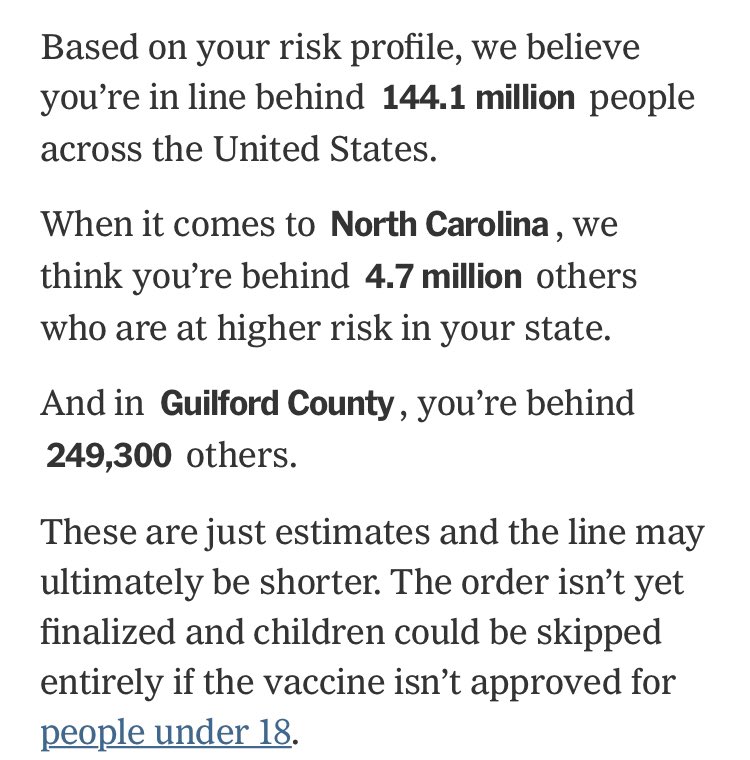 Based on your risk profile, we believe
you’re in line behind 144.1 million people
across the United States.
When it comes to North Carolina, we
think you’re behind 4.7 million others
who are at higher risk in your state.
And in Guilford County, you’re behind
249,300 others.
These are just estimates and the line may
ultimately be shorter. The order isn’t yet
finalized and children could be skipped
entirely if the vaccine isn’t approved for
people under 18.